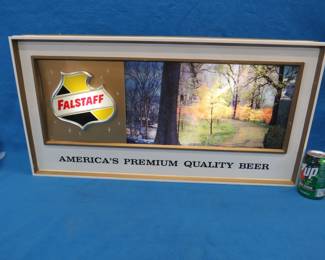 FALSTAFF
AMERICA'S PREMIUM QUALITY BEER
7up